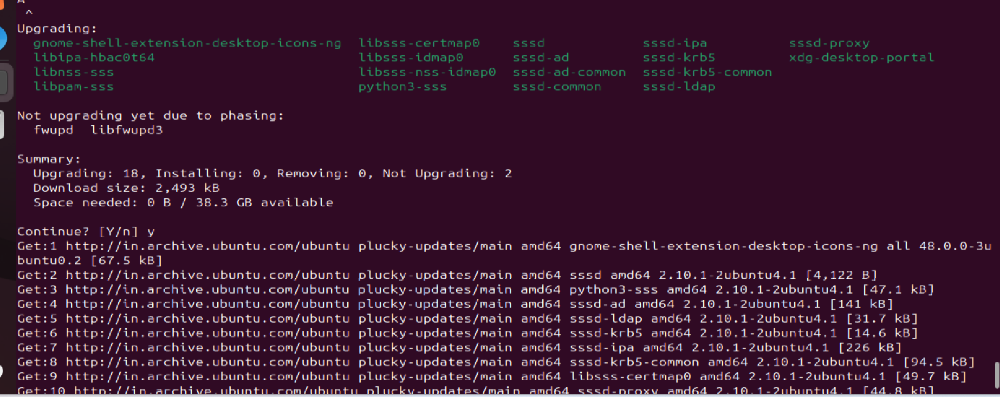 ^
Upgrading:
gnome-shell-extension-desktop-icons-ng libsss-certmap0 sssd sssd-ipa sssd-proxy
libipa-hbac0t64 libsss-idmap0 sssd-ad sssd-krb5 xdg-desktop-portal
libnss-sss libsss-nss-idmap0 sssd-ad-common sssd-krb5-common
libpam-sss python3-sss sssd-common sssd-ldap
Not upgrading yet due to phasing:
fwupd libfwupd3
Summary:
Upgrading: 18, Installing: 0, Removing: 0, Not Upgrading: 2
Download size: 2,493 kB
Space needed: 0 B / 38.3 GB available
Continue? [Y/n] y
Get:1 http://in.archive.ubuntu.com/ubuntu plucky-updates/main amd64 gnome-shell-extension-desktop-icons-ng all 48.0.0-3u
buntu0.2 [67.5 kB]
Get:2 http://in.archive.ubuntu.com/ubuntu plucky-updates/main amd64 sssd amd64 2.10.1-2ubuntu4.1 [4,122 B]
Get:3 http://in.archive.ubuntu.com/ubuntu plucky-updates/main amd64 python3-sss amd64 2.10.1-2ubuntu4.1 [47.1 kB]
Get:4 http://in.archive.ubuntu.com/ubuntu plucky-updates/main amd64 sssd-ad amd64 2.10.1-2ubuntu4.1 [141 kB]
Get:5 http://in.archive.ubuntu.com/ubuntu plucky-updates/main amd64 sssd-ldap amd64 2.10.1-2ubuntu4.1 [31.7 kB]
Get:6 http://in.archive.ubuntu.com/ubuntu plucky-updates/main amd64 sssd-krb5 amd64 2.10.1-2ubuntu4.1 [14.6 kB]
Get:7 http://in.archive.ubuntu.com/ubuntu plucky-updates/main amd64 sssd-ipa amd64 2.10.1-2ubuntu4.1 [226 kB]
Get:8 http://in.archive.ubuntu.com/ubuntu plucky-updates/main amd64 sssd-krb5-common amd64 2.10.1-2ubuntu4.1 [94.5 kB]
Get:9 http://in.archive.ubuntu.com/ubuntu plucky-updates/main amd64 libsss-certmap0 amd64 2.10.1-2ubuntu4.1 [49.7 kB]
Get:10 http://in.archive.ubuntu.com/ubuntu plucky-updates/main amd64 sssd-proxy amd64 2.10.1-2ubuntu4.1 [44.8 kB]